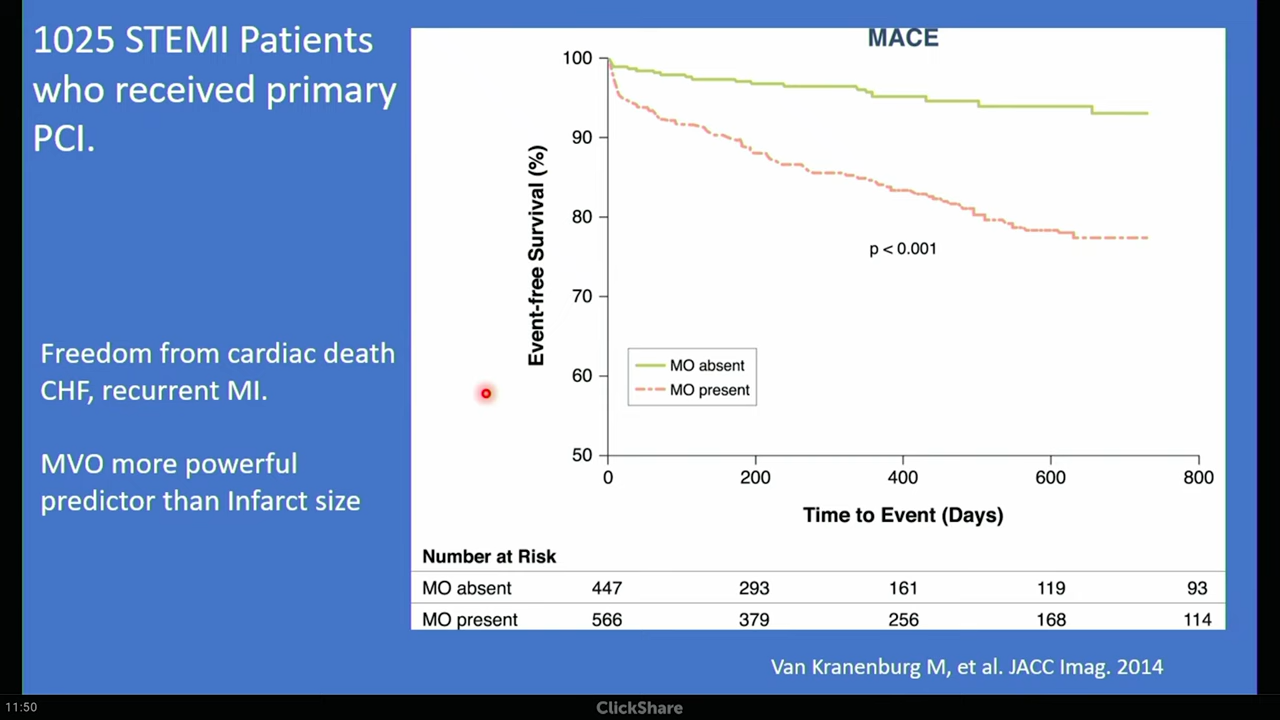 1025 STEMI Patients
who received primary
PCI.
Freedom from cardiac death
CHF, recurrent MI.
MVO more powerful
predictor than Infarct size
MACE
Event-free Survival (%)
100
90
80
70
60
50
p < 0.001
MO absent
MO present
0 200 400 600 800
Time to Event (Days)
Number at Risk
MO absent 447 293 161 119 93
MO present 566 379 256 168 114
Van Kranenburg M, et al. JACC Imag. 2014
11:50 ClickShare